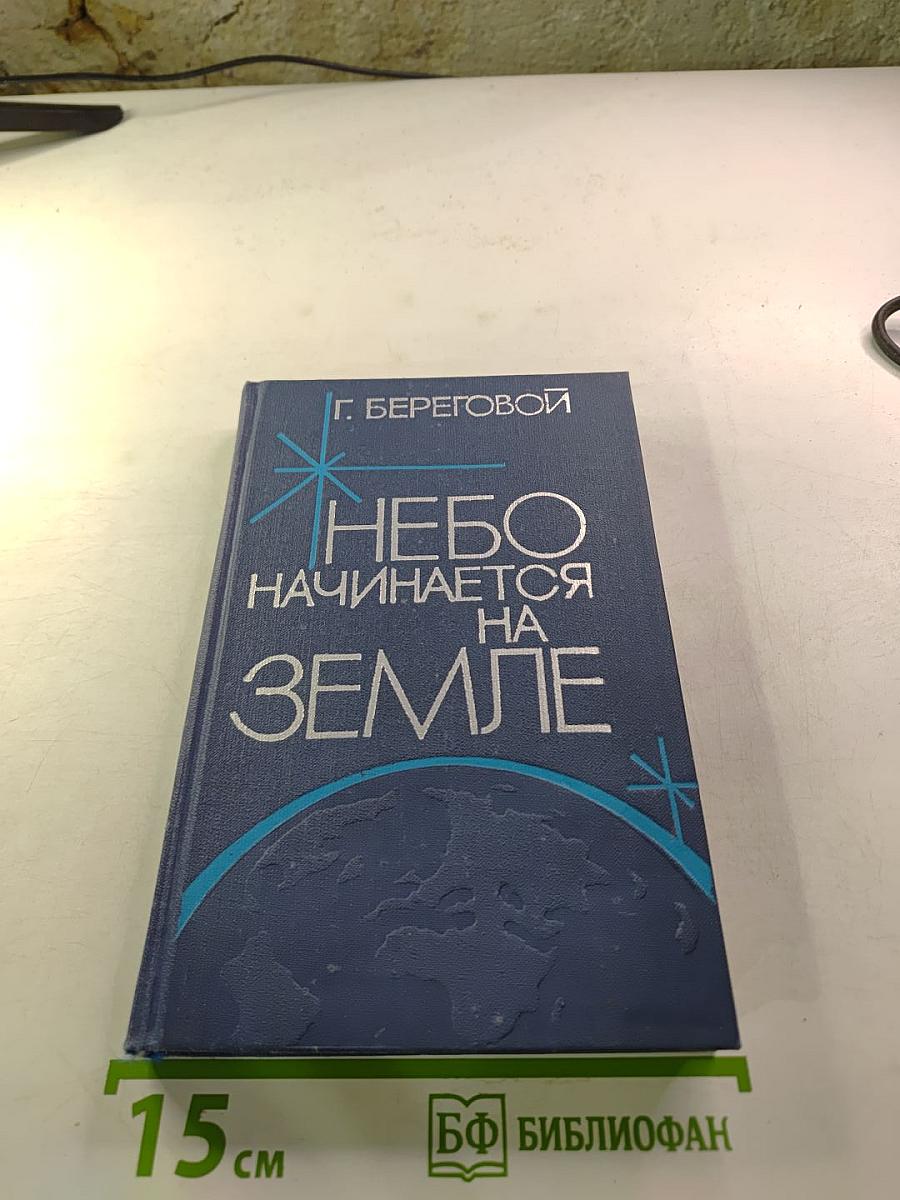 Г. БЕРЕГОВОЙ
НЕБО
НАЧИНАЕТСЯ
НА
ЗЕМЛЕ
15 см
БФ БИБЛИОФАН